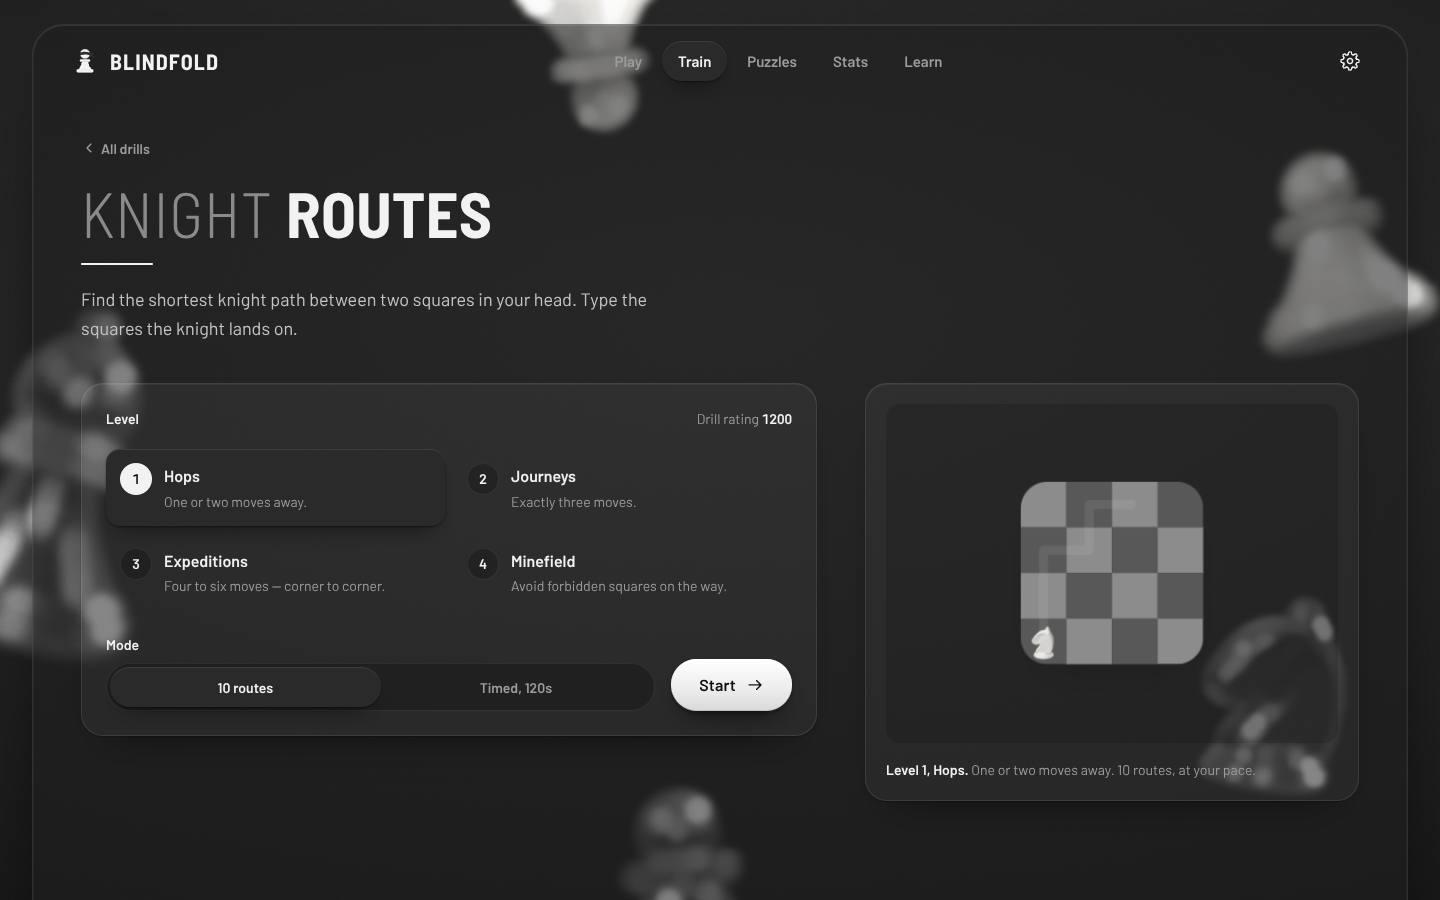 BLINDFOLD
Play Train Puzzles Stats Learn
All drills
KNIGHT ROUTES
Find the shortest knight path between two squares in your head. Type the
squares the knight lands on.
Level
Drill rating 1200
1 Hops
One or two moves away.
2 Journeys
Exactly three moves.
3 Expeditions
Four to six moves — corner to corner.
4 Minefield
Avoid forbidden squares on the way.
Mode
10 routes
Timed, 120s
Start
Level 1, Hops. One or two moves away. 10 routes, at your pace.